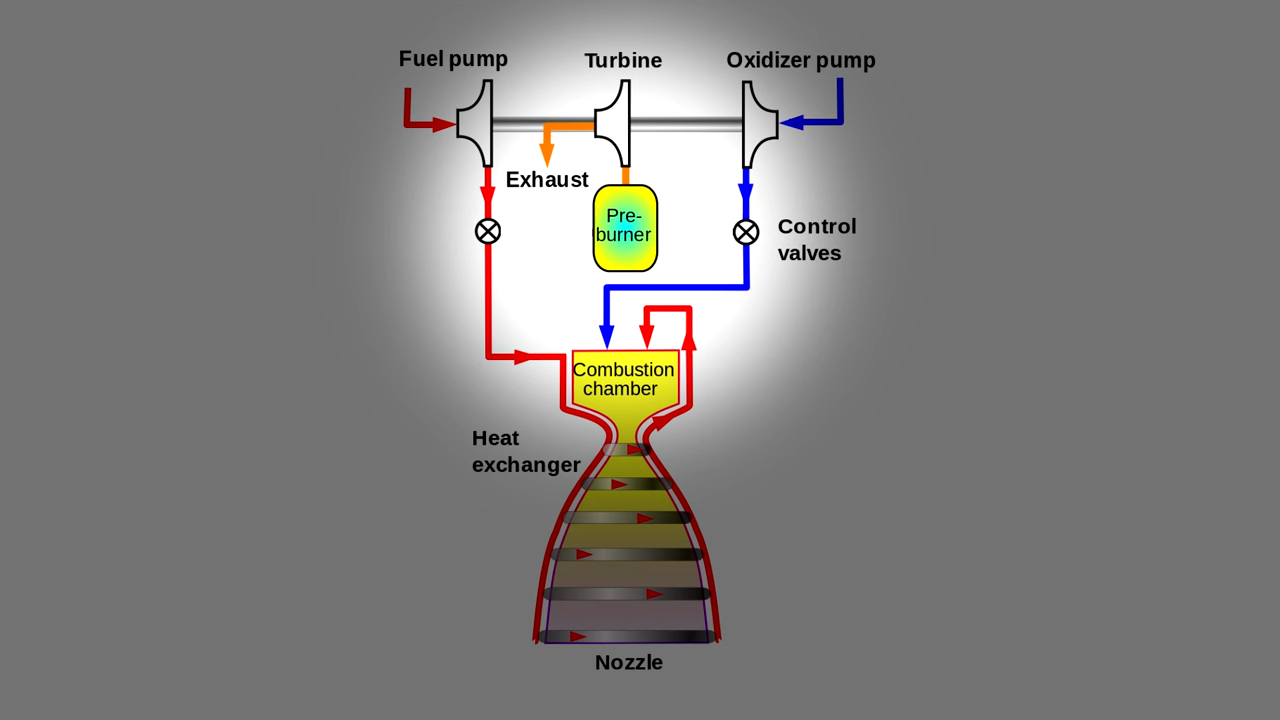 Fuel pump
Turbine
Oxidizer pump
Exhaust
Pre-
burner
Control
valves
Combustion
chamber
Heat
exchanger
Nozzle